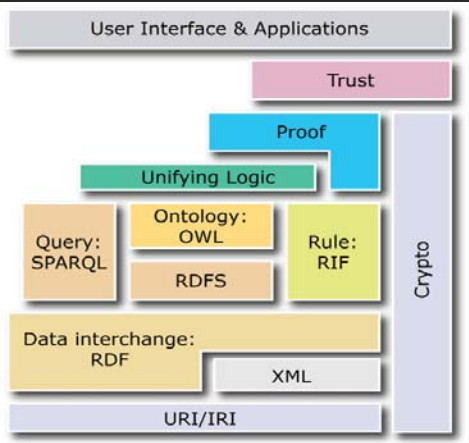 User Interface & Applications
Trust
Proof
Unifying Logic
Query:
SPARQL
Ontology:
OWL
RDFS
Rule:
RIF
Crypto
Data interchange:
RDF
XML
URI/IRI